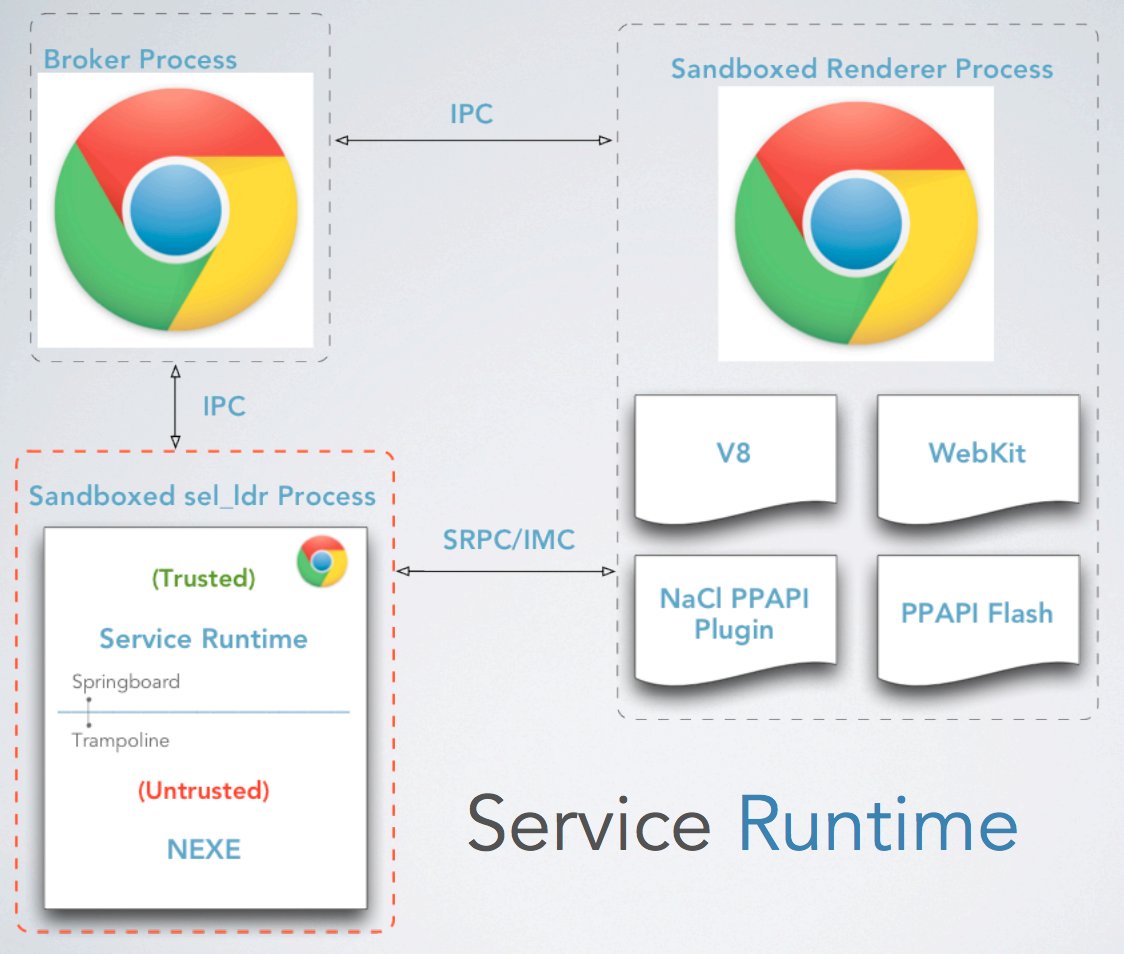 Broker Process
IPC
Sandboxed Renderer Process
IPC
V8
WebKit
NaCl PPAPI
Plugin
PPAPI Flash
Sandboxed sel_ldr Process
SRPC/IMC
(Trusted)
Service Runtime
Springboard
Trampoline
(Untrusted)
NEXE
Service Runtime